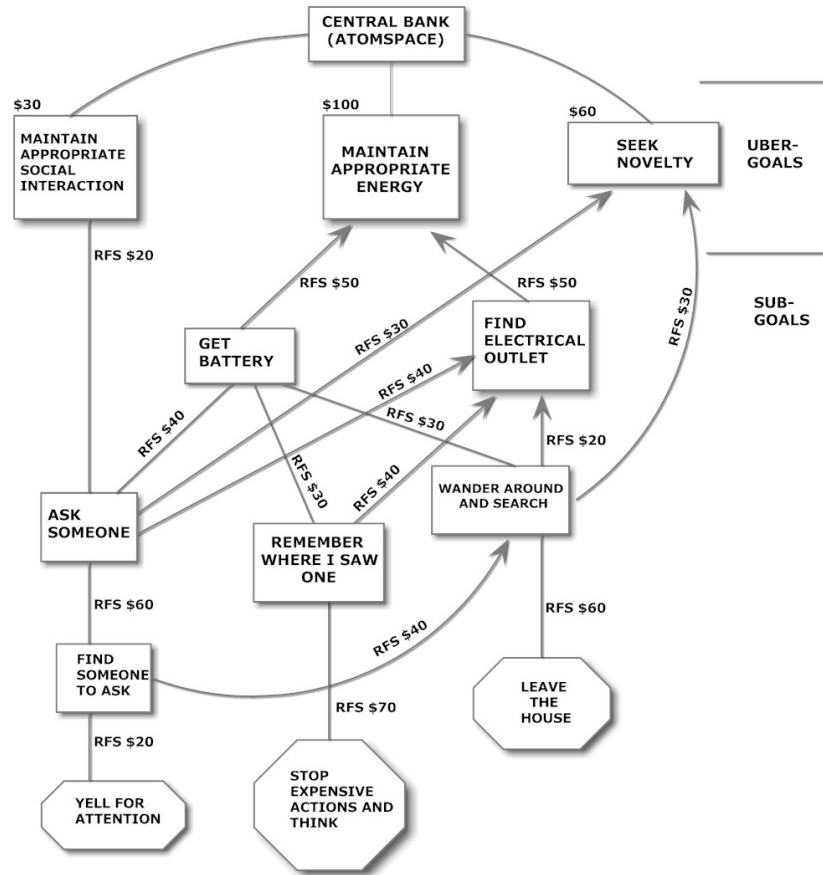 CENTRAL BANK
(ATOMSPACE)
$30
$100
$60
MAINTAIN
APPROPRIATE
SOCIAL
INTERACTION
MAINTAIN
APPROPRIATE
ENERGY
SEEK
NOVELTY
UBER-
GOALS
RFS $20
RFS $50
RFS $50
RFS $30
SUB-
GOALS
GET
BATTERY
RFS $30
FIND
ELECTRICAL
OUTLET
RFS $40
RFS $40
RFS $30
RFS $20
RFS $30
RFS $40
ASK
SOMEONE
REMEMBER
WHERE I SAW
ONE
WANDER AROUND
AND SEARCH
RFS $60
RFS $40
RFS $60
FIND
SOMEONE
TO ASK
LEAVE
THE
HOUSE
RFS $20
RFS $70
YELL FOR
ATTENTION
STOP
EXPENSIVE
ACTIONS AND
THINK